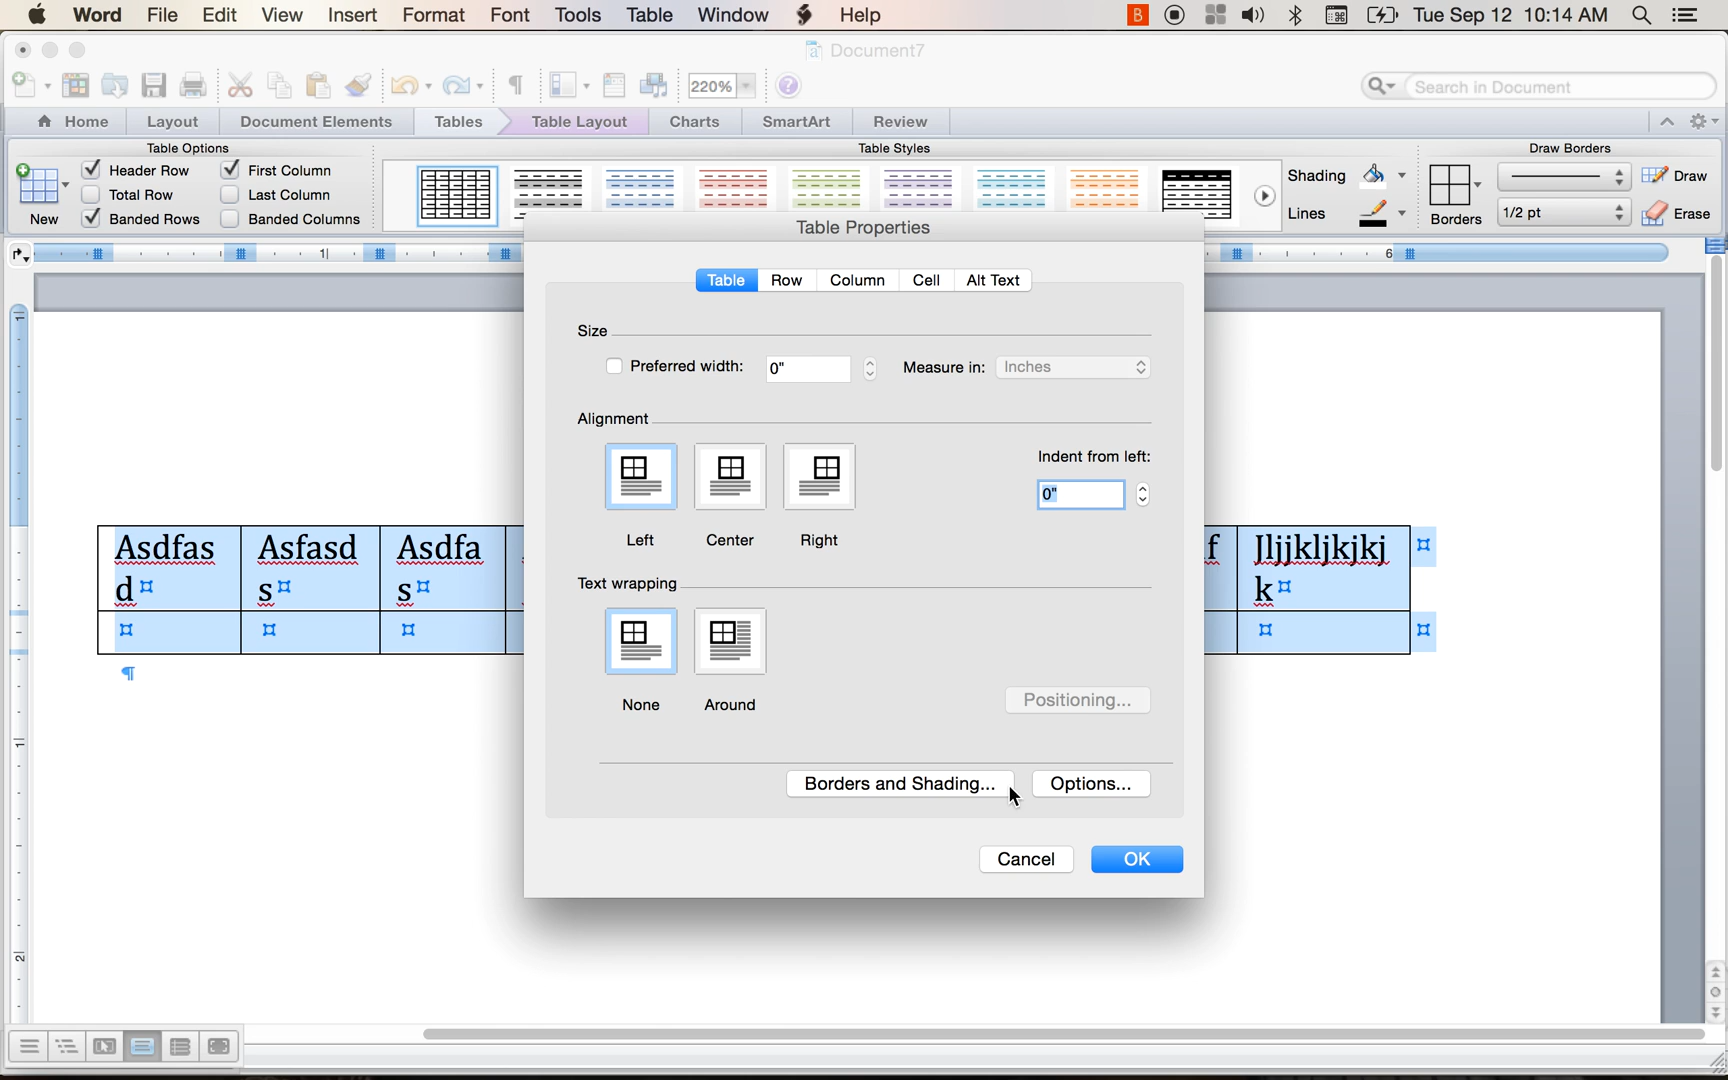 Word File Edit View Insert Format Font Tools Table Window Help
B Tue Sep 12 10:14 AM
Document7
220% Search in Document
Home Layout Document Elements Tables Table Layout Charts SmartArt Review
Table Options Table Styles Draw Borders
Header Row First Column Shading Draw
Total Row Last Column
New Banded Rows Banded Columns Lines Borders 1/2 pt Erase
Table Properties
1 6
Table Row Column Cell Alt Text
Size
Preferred width: 0" Measure in: Inches
Alignment
Indent from left:
0"
Left Center Right
Asdfas Asfasd Asdfa f Jljjkljkjkj
d¤ s¤ s¤ k¤ ¤
Text wrapping
¤ ¤ ¤ ¤ ¤
¶
None Around
Positioning...
Borders and Shading... Options...
Cancel OK
1
1
2